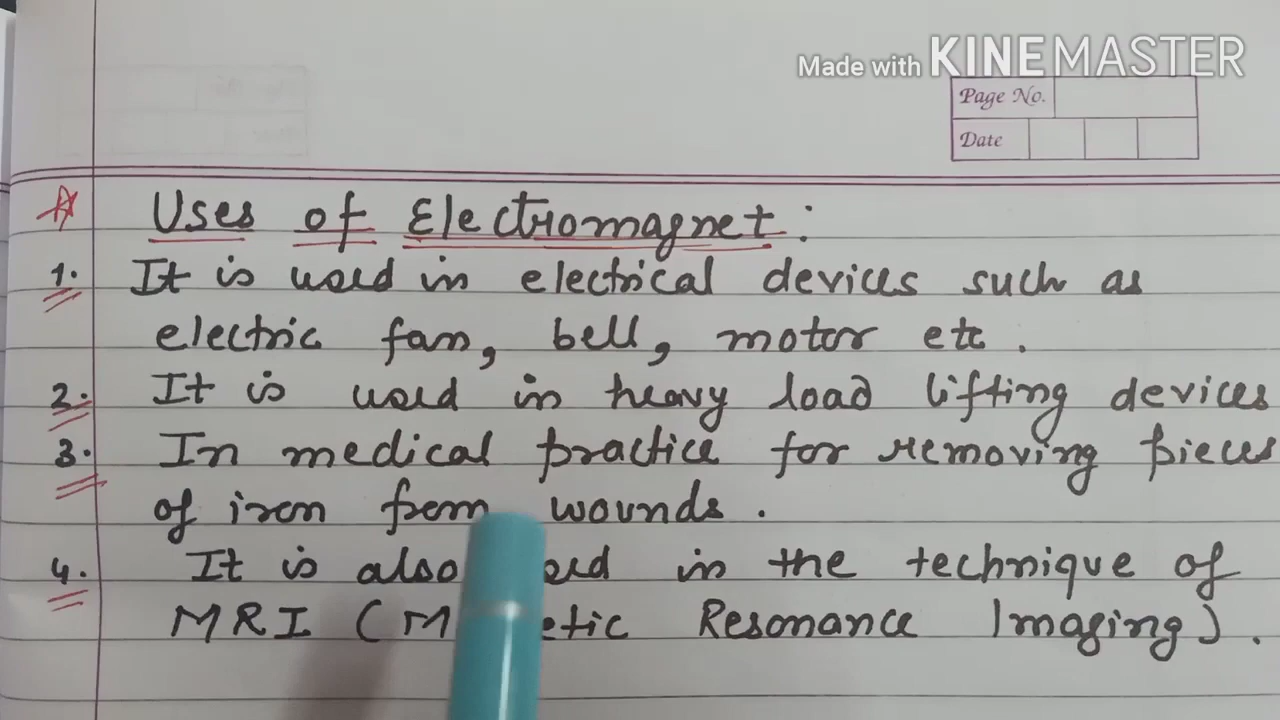 Made with KINEMASTER
Page No.
Date
Uses of Electromagnet :
1. It is used in electrical devices such as
electric fan, bell, motor etc .
2. It is used in heavy load lifting devices
3. In medical practice for removing pieces
of iron from wounds .
4. It is also in the technique of
MRI ( Resonance Imaging) .